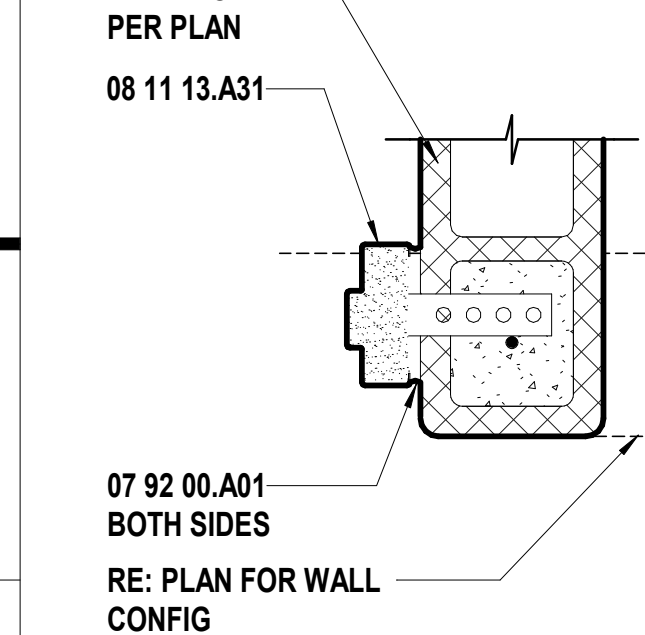 PER PLAN
08 11 13.A31
07 92 00.A01
BOTH SIDES
RE: PLAN FOR WALL
CONFIG